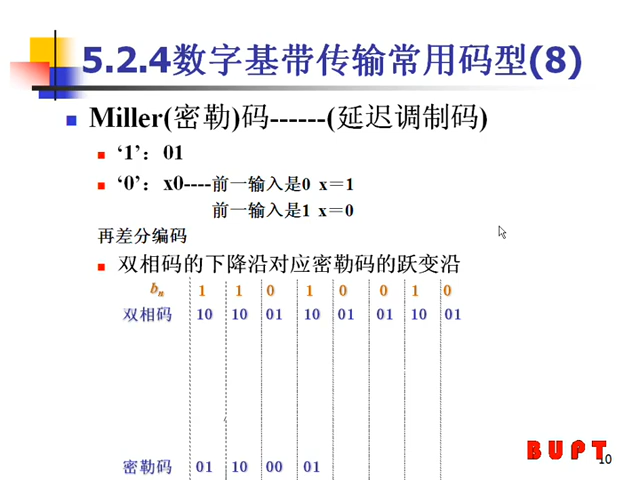 5.2.4数字基带传输常用码型(8)
Miller(密勒)码------(延迟调制码)
‘1’：01
‘0’：x0----前一输入是0 x＝1
前一输入是1 x＝0
再差分编码
双相码的下降沿对应密勒码的跃变沿
bn 1 1 0 1 0 0 1 0
双相码 10 10 01 10 01 01 10 01
密勒码 01 10 00 01
BUPT
10